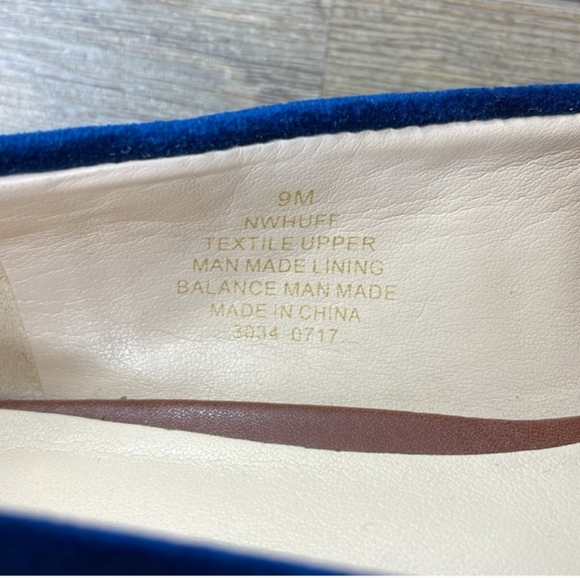 9M
NWHUFF
TEXTILE UPPER
MAN MADE LINING
BALANCE MAN MADE
MADE IN CHINA
3034 0717